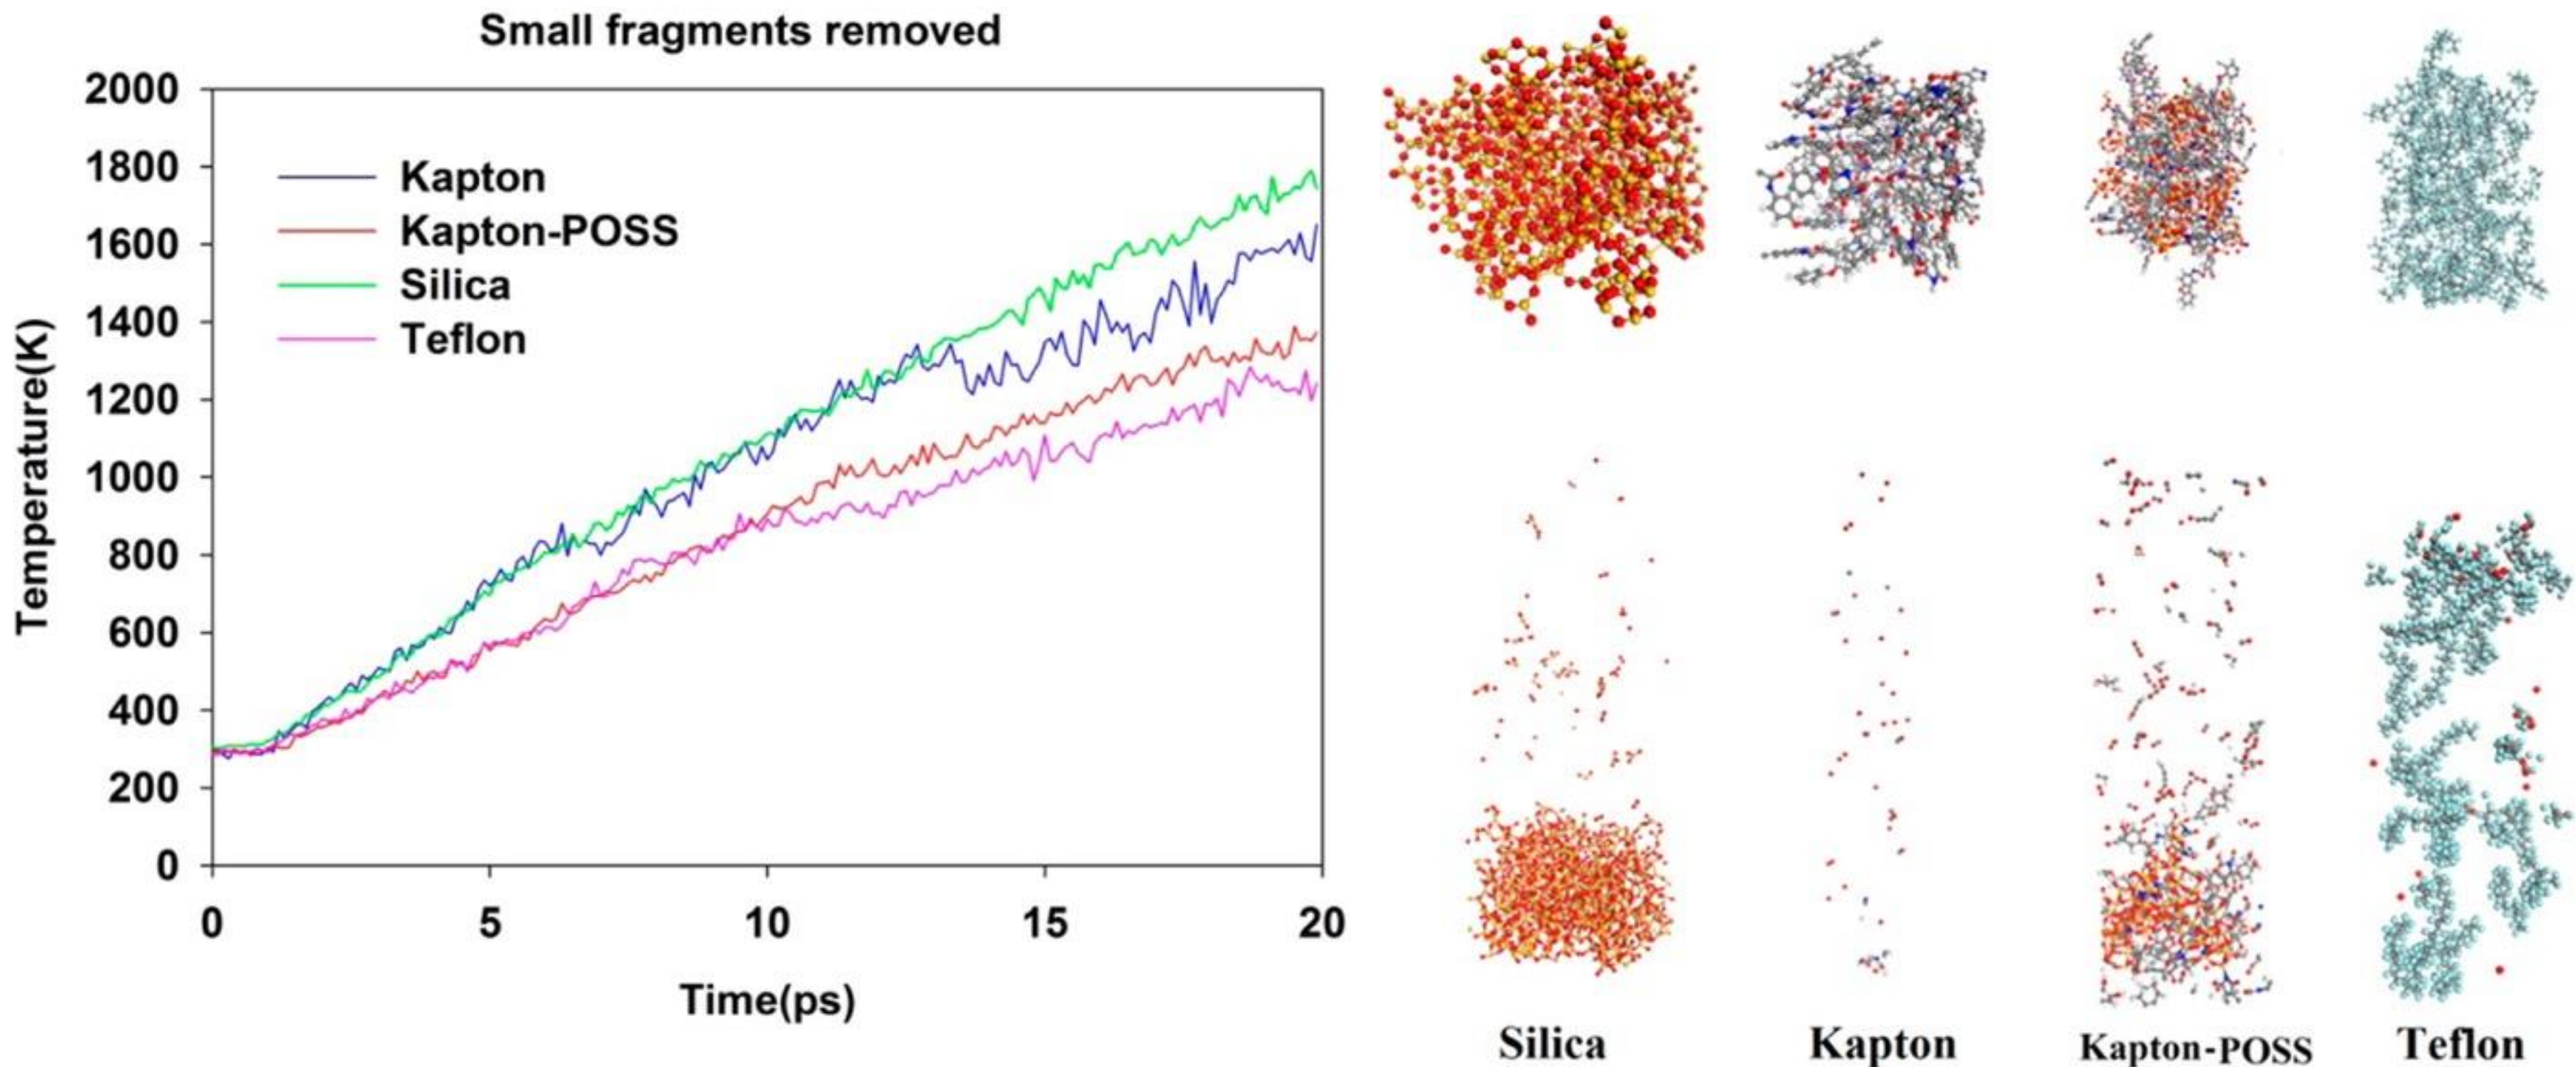 Small fragments removed
2000
1800
1600
1400
1200
1000
800
600
400
200
0
Temperature(K)
Kapton
Kapton-POSS
Silica
Teflon
0 5 10 15 20
Time(ps)
Silica Kapton Kapton-POSS Teflon